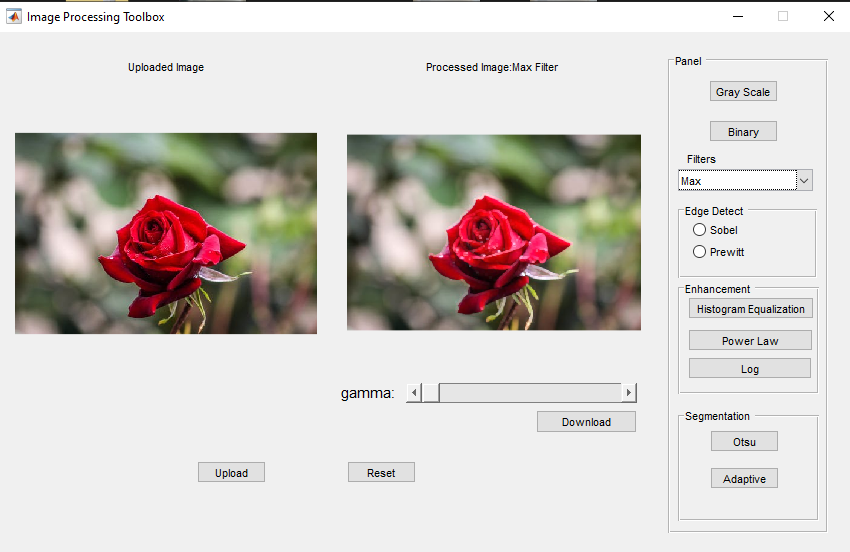 Image Processing Toolbox
Uploaded Image
Processed Image:Max Filter
Panel
Gray Scale
Binary
Filters
Max
Edge Detect
Sobel
Prewitt
Enhancement
Histogram Equalization
Power Law
Log
gamma:
Download
Segmentation
Otsu
Adaptive
Upload
Reset